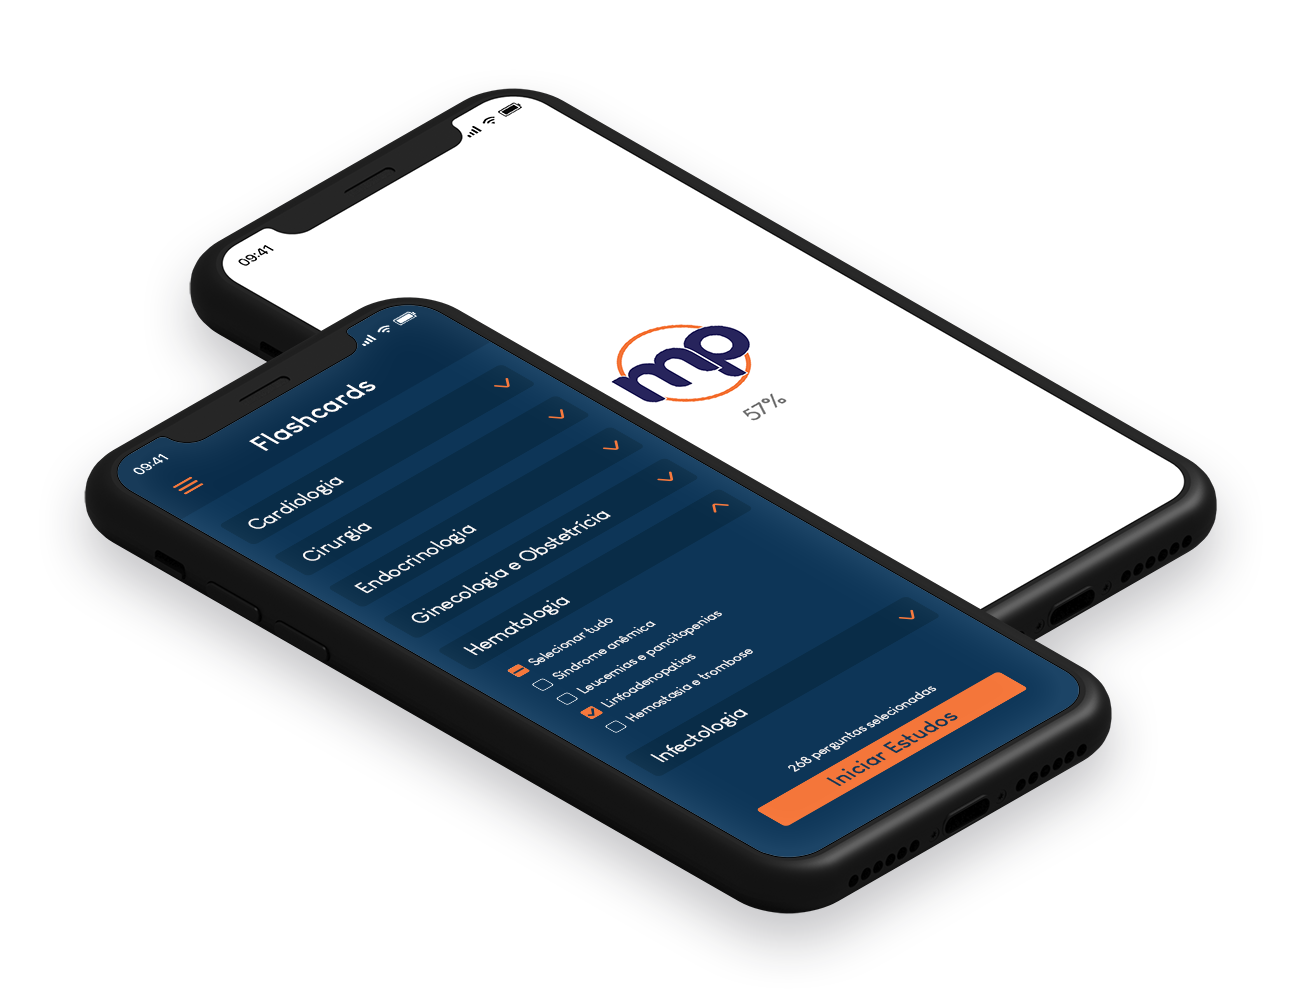 09:41
mp
57%
09:41
Flashcards
Cardiologia
Cirurgia
Endocrinologia
Ginecologia e Obstetrícia
Hematologia
Selecionar tudo
Síndrome anêmica
Leucemias e pancitopenias
Linfoadenopatias
Hemostasia e trombose
Infectologia
268 perguntas selecionadas
Iniciar Estudos